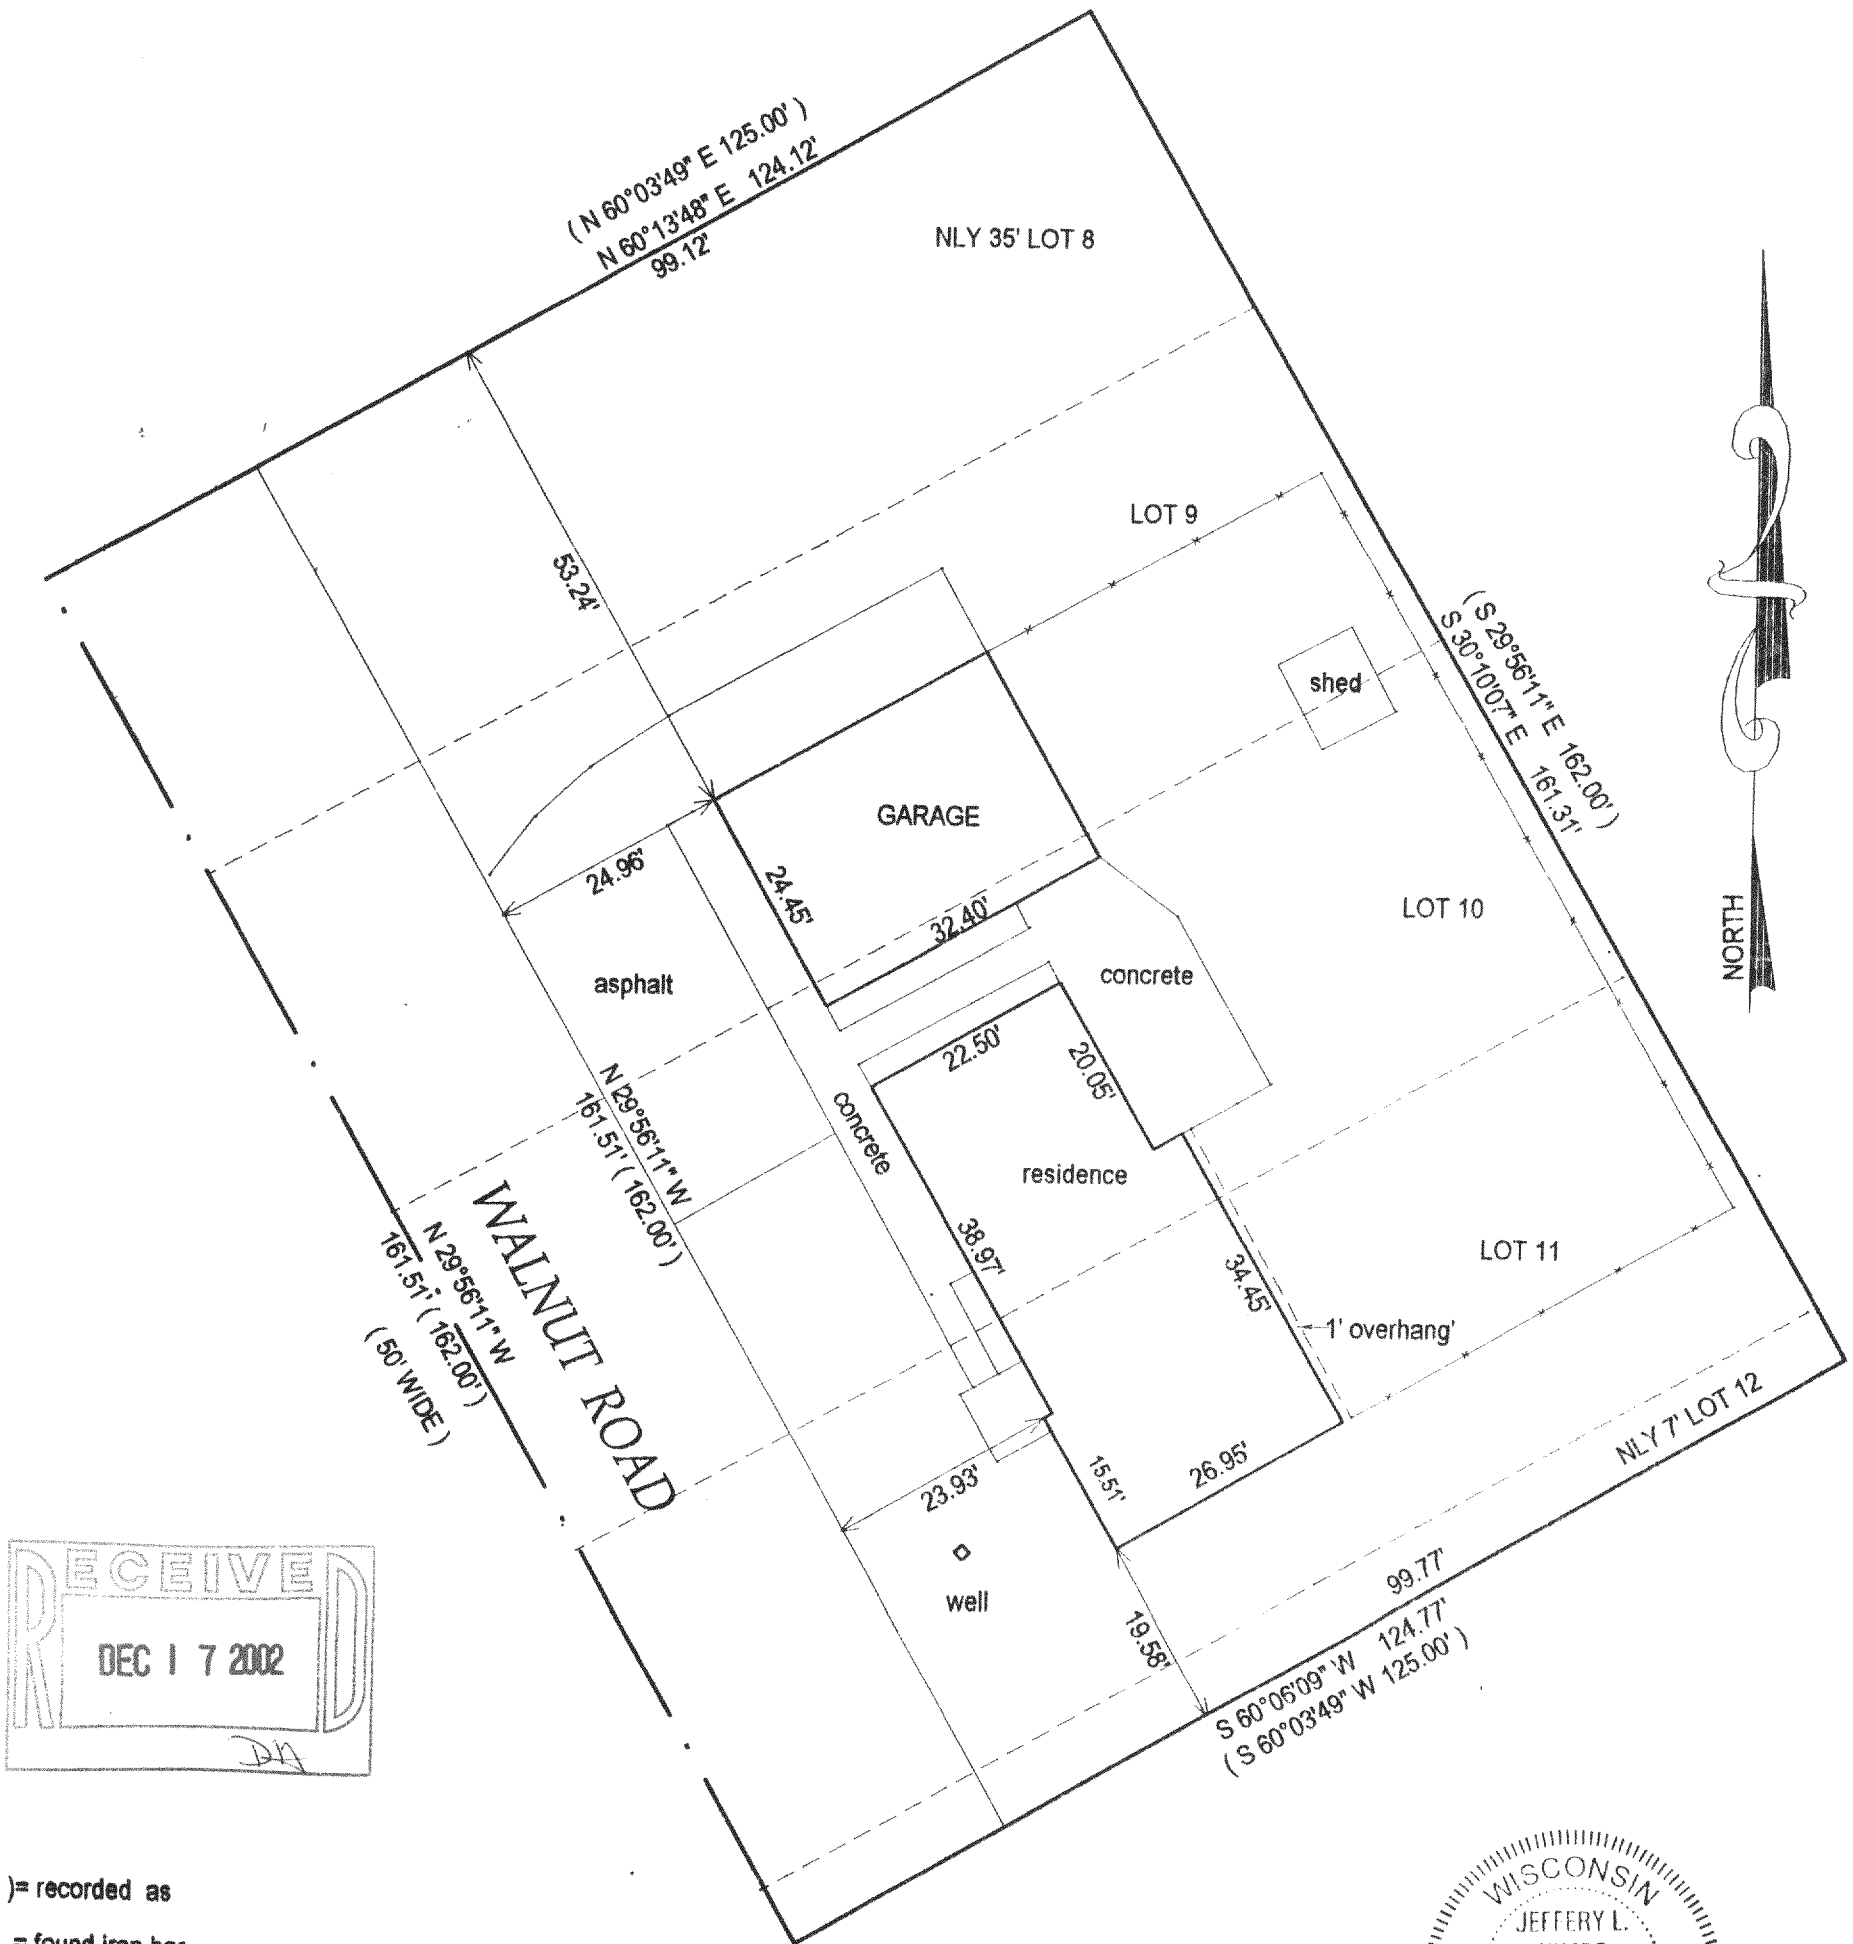 ( N 60°03'49" E 125.00' )
N 60°13'48" E 124.12'
99.12'
NLY 35' LOT 8
LOT 9
53.24'
shed
( S 29°56'11" E 162.00' )
S 30°10'07" E 161.31'
GARAGE
24.96'
24.45'
32.40'
LOT 10
NORTH
asphalt
concrete
22.50'
20.05'
concrete
N 29°56'11" W
161.51' ( 162.00' )
residence
WALNUT ROAD
N 29°56'11" W
161.51' ( 162.00' )
( 50' WIDE )
38.97'
34.45'
LOT 11
1' overhang'
NLY 7' LOT 12
23.93'
15.51'
26.95'
well
19.58'
99.77'
S 60°06'09" W 124.77'
( S 60°03'49" W 125.00' )
RECEIVED
DEC 17 2002
)= recorded as
= found iron bar
WISCONSIN
JEFFERY L.